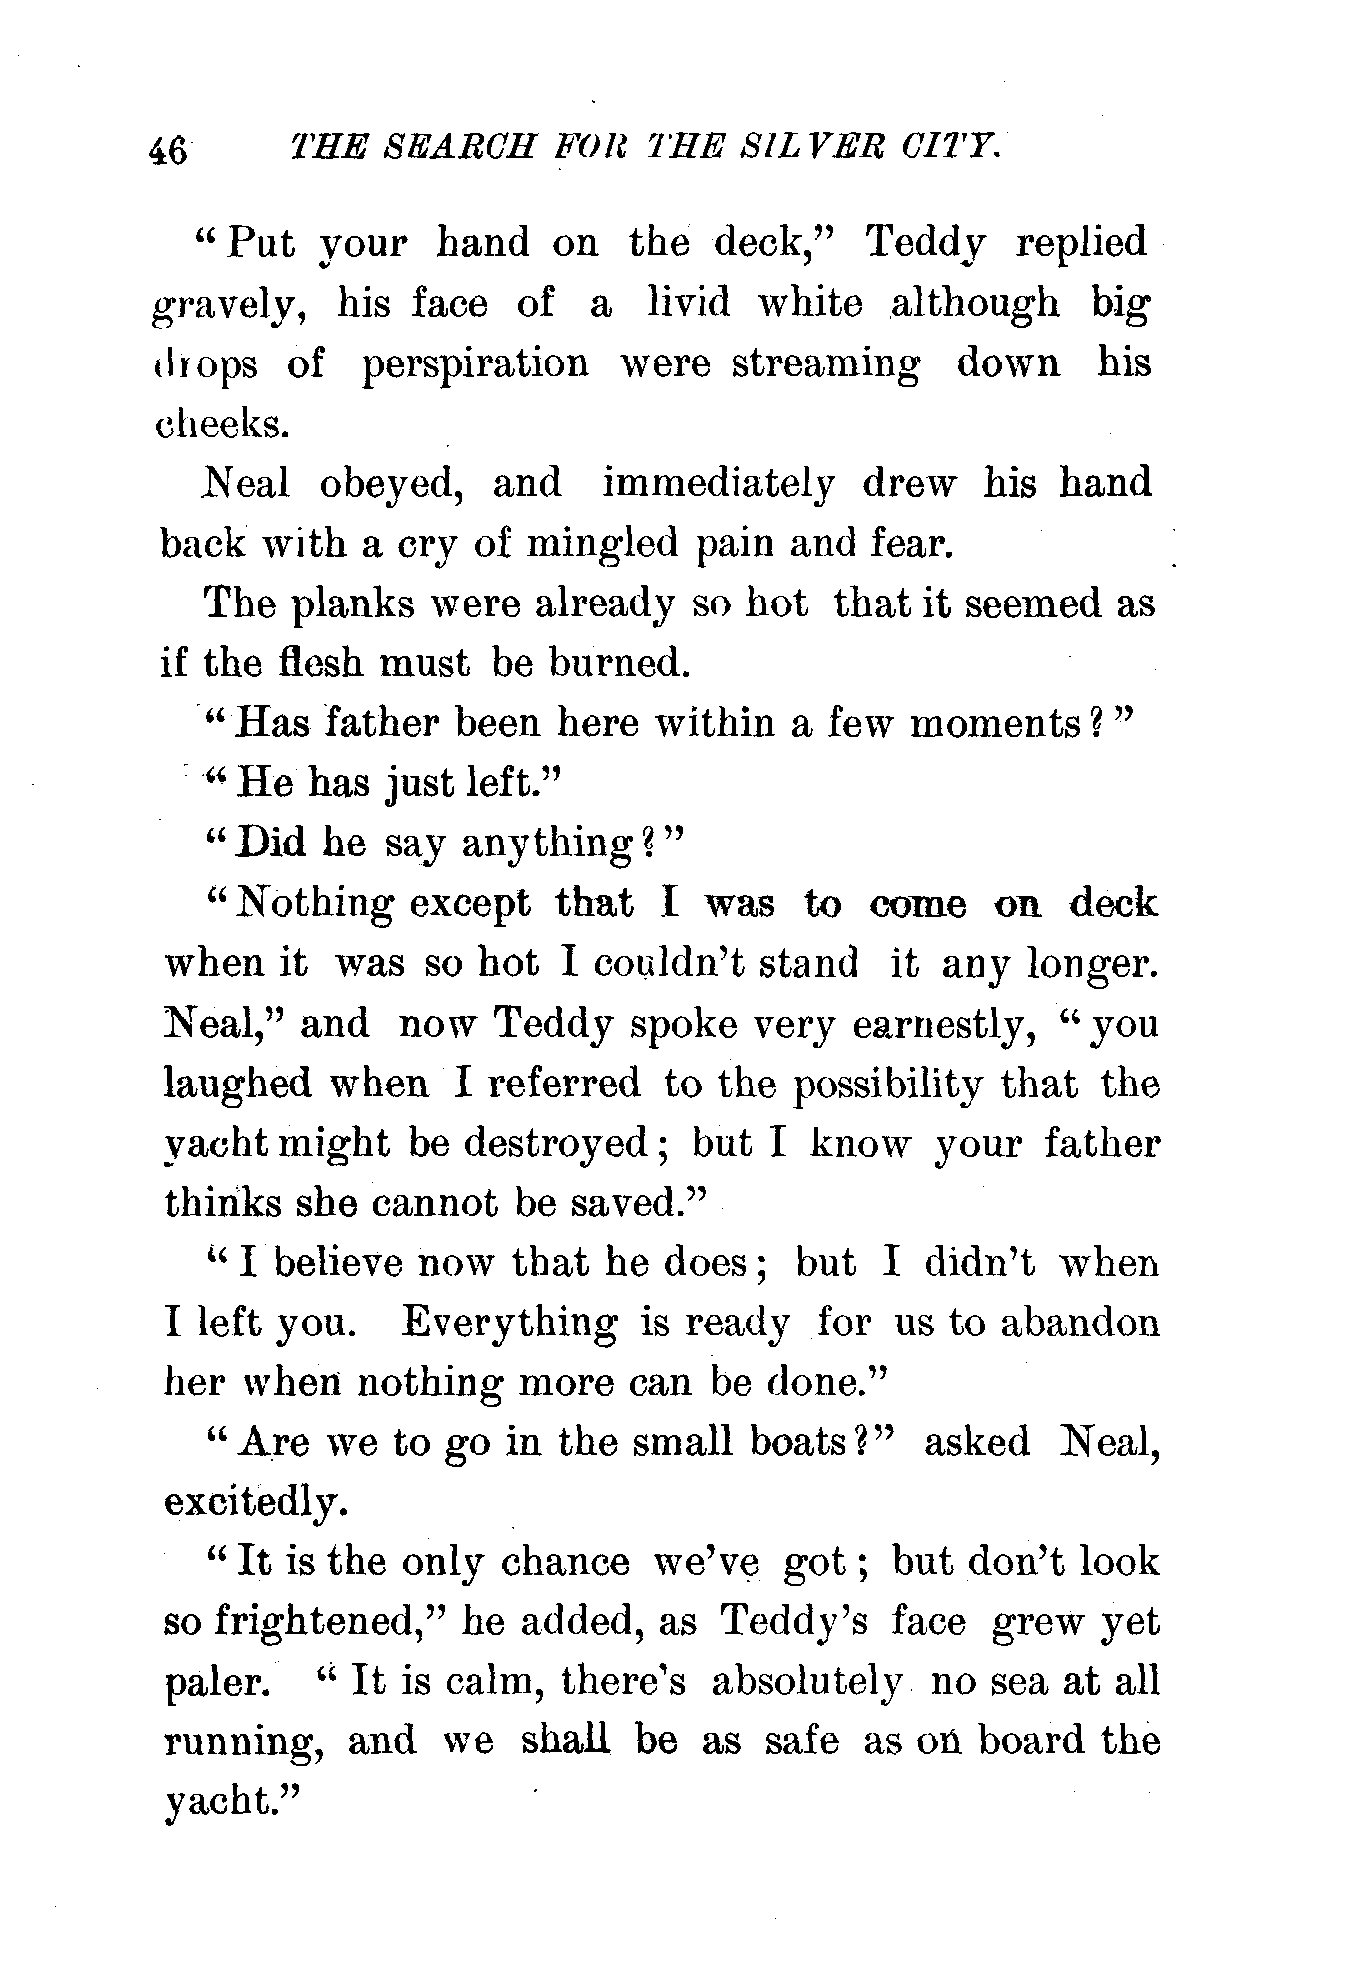 46 THE SEARCH FOR THE SILVER CITY.
“Put your hand on the deck,” Teddy replied
gravely, his face of a livid white although big
drops of perspiration were streaming down his
cheeks.
Neal obeyed, and immediately drew his hand
back with a cry of mingled pain and fear.
The planks were already so hot that it seemed as
if the flesh must be burned.
“Has father been here within a few moments?”
“He has just left.”
“Did he say anything?”
“Nothing except that I was to come on deck
when it was so hot I couldn’t stand it any longer.
Neal,” and now Teddy spoke very earnestly, “you
laughed when I referred to the possibility that the
yacht might be destroyed; but I know your father
thinks she cannot be saved.”
“I believe now that he does; but I didn’t when
I left you. Everything is ready for us to abandon
her when nothing more can be done.”
“Are we to go in the small boats?” asked Neal,
excitedly.
“It is the only chance we’ve got; but don’t look
so frightened,” he added, as Teddy’s face grew yet
paler. “It is calm, there’s absolutely no sea at all
running, and we shall be as safe as on board the
yacht.”